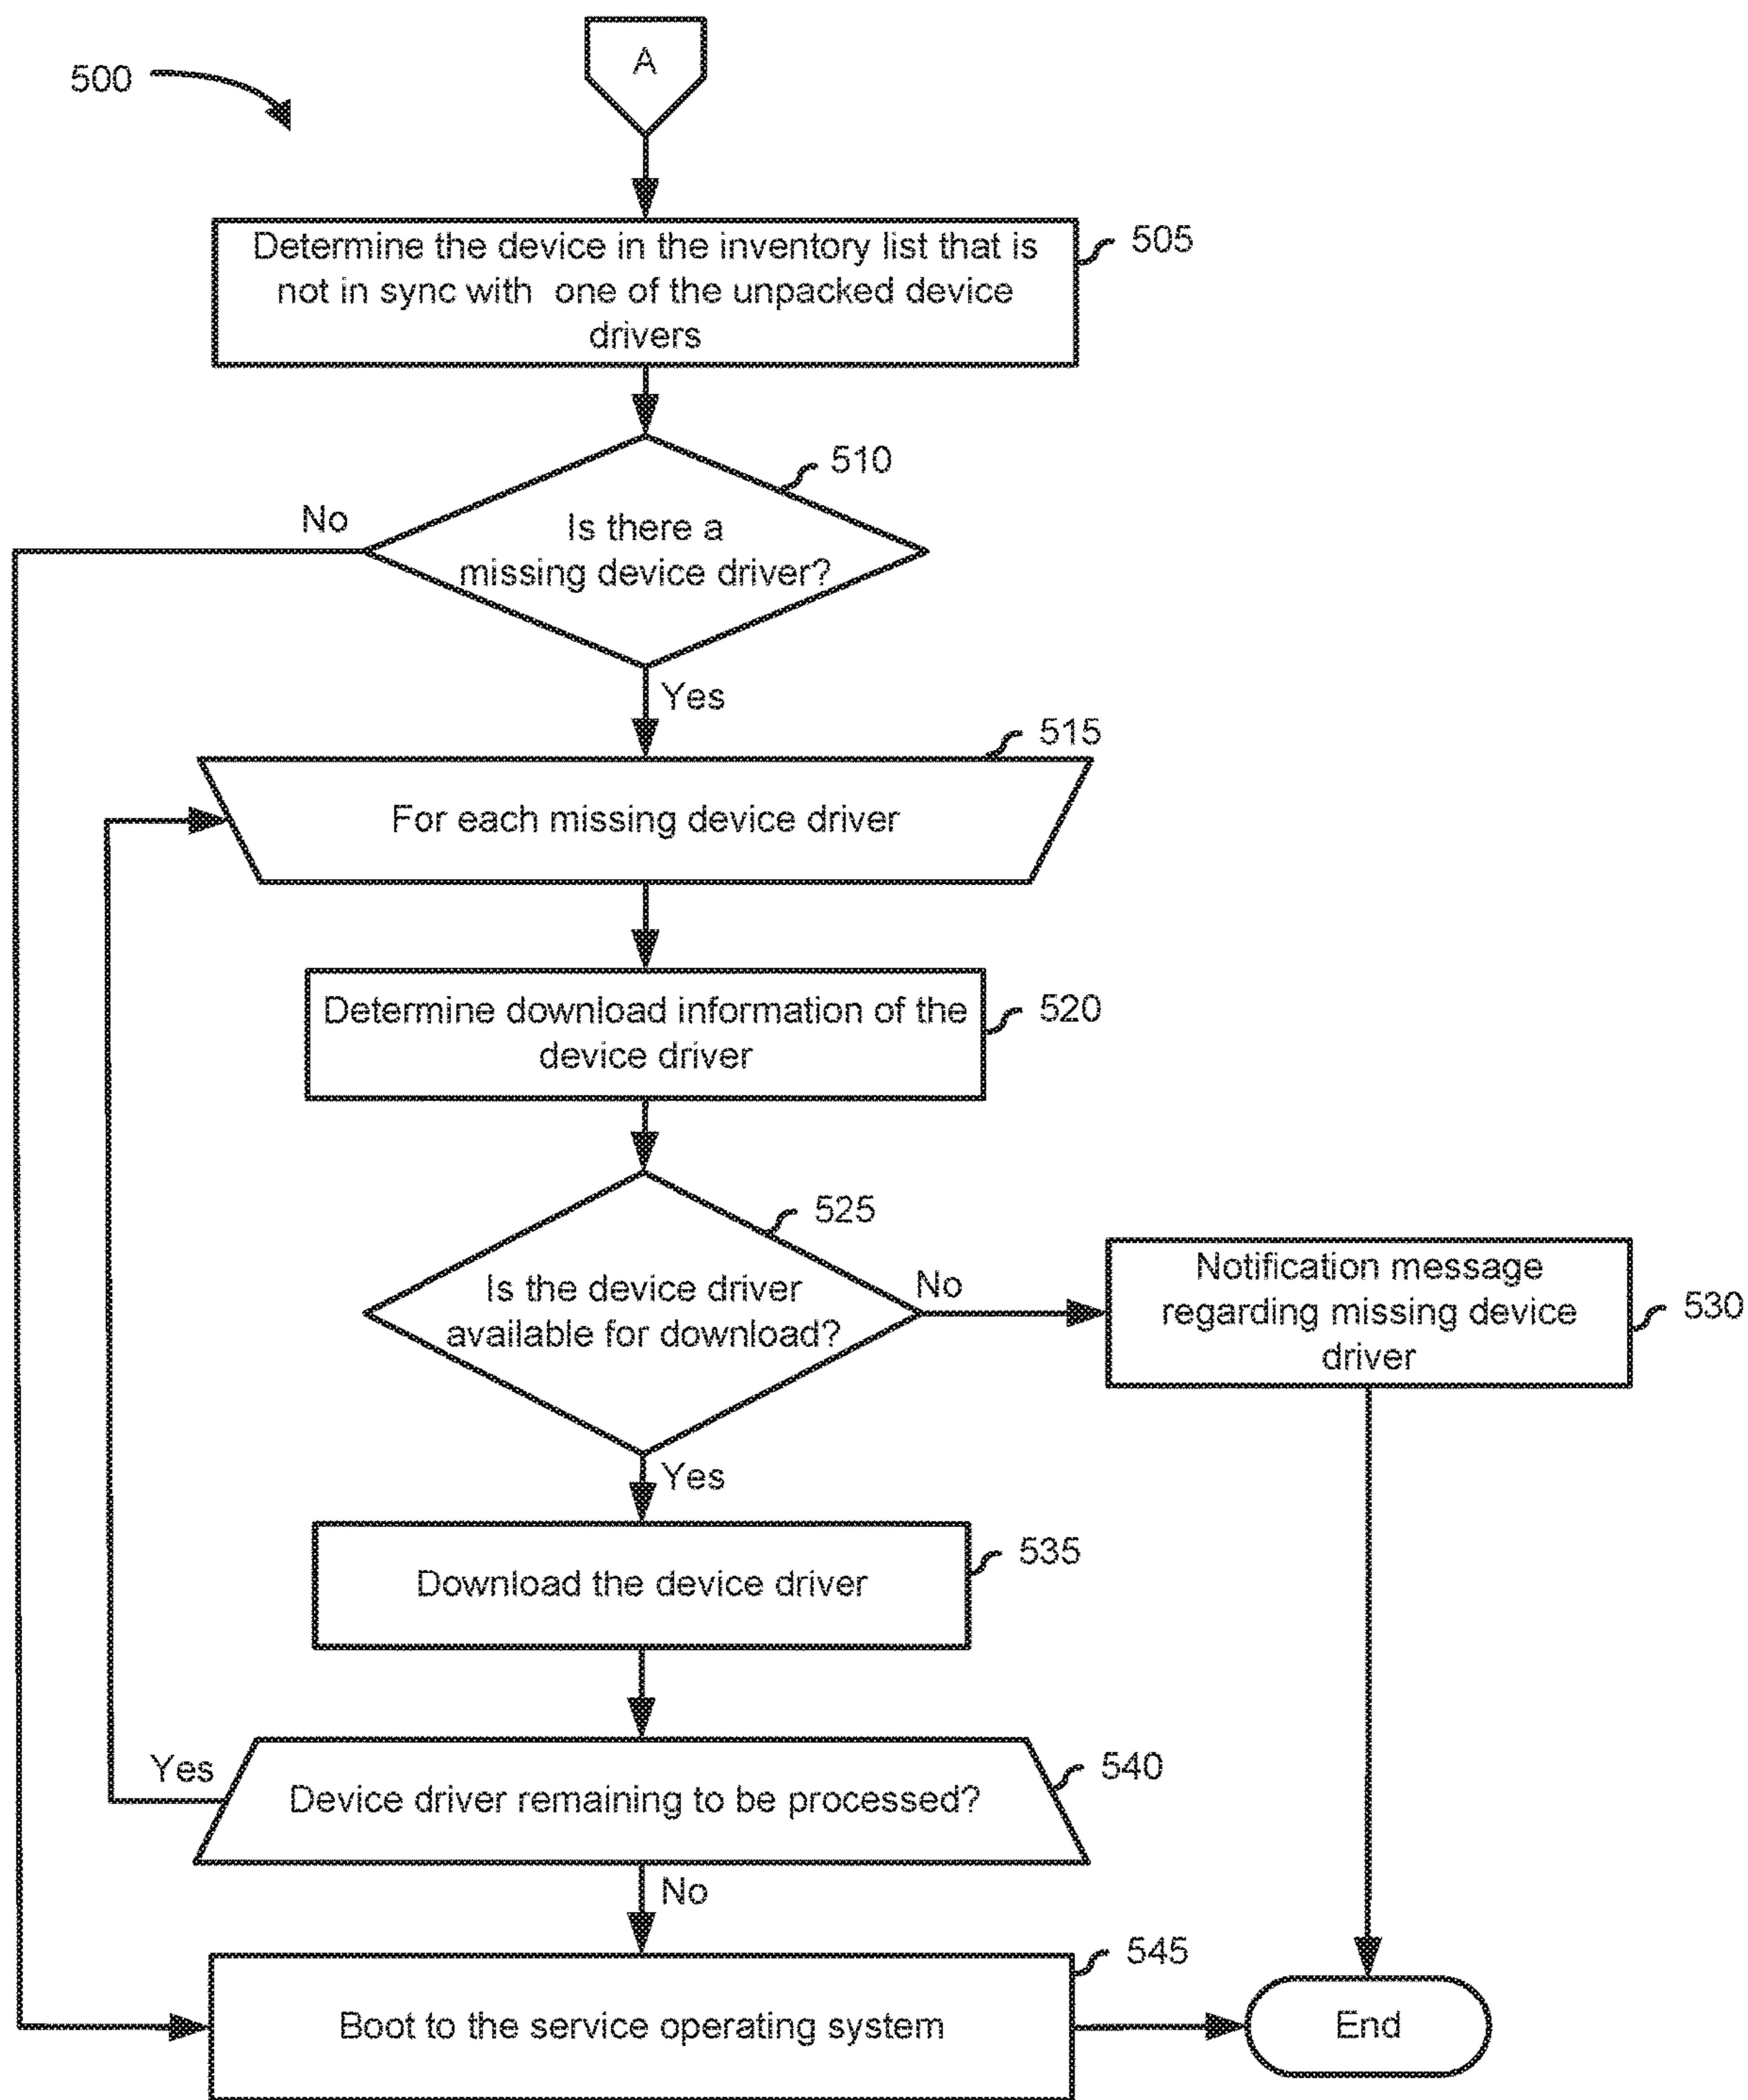 A
500
Determine the device in the inventory list that is
not in sync with one of the unpacked device
drivers
505
510
No
Is there a
missing device driver?
Yes
515
For each missing device driver
Determine download information of the
device driver
520
525
Is the device driver
available for download?
No
Notification message
regarding missing device
driver
530
Yes
Download the device driver
535
Yes
Device driver remaining to be processed?
540
No
Boot to the service operating system
545
End